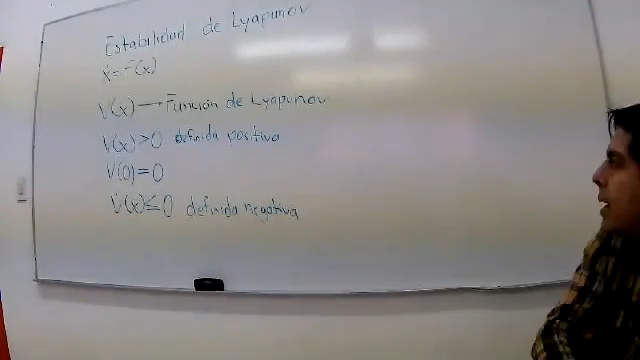 Estabilidad de Lyapunov
ẋ=F(x)
V(x) → Función de Lyapunov
V(x)>0 definida positiva
V(0)=0
V̇(x)≤0 definida negativa